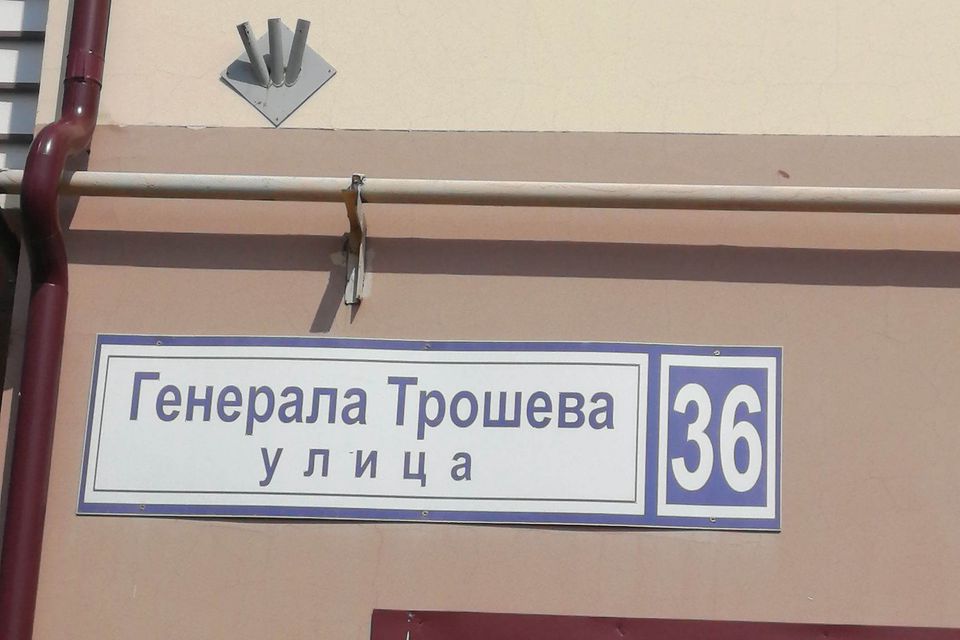 Генерала Трошева
улица
36